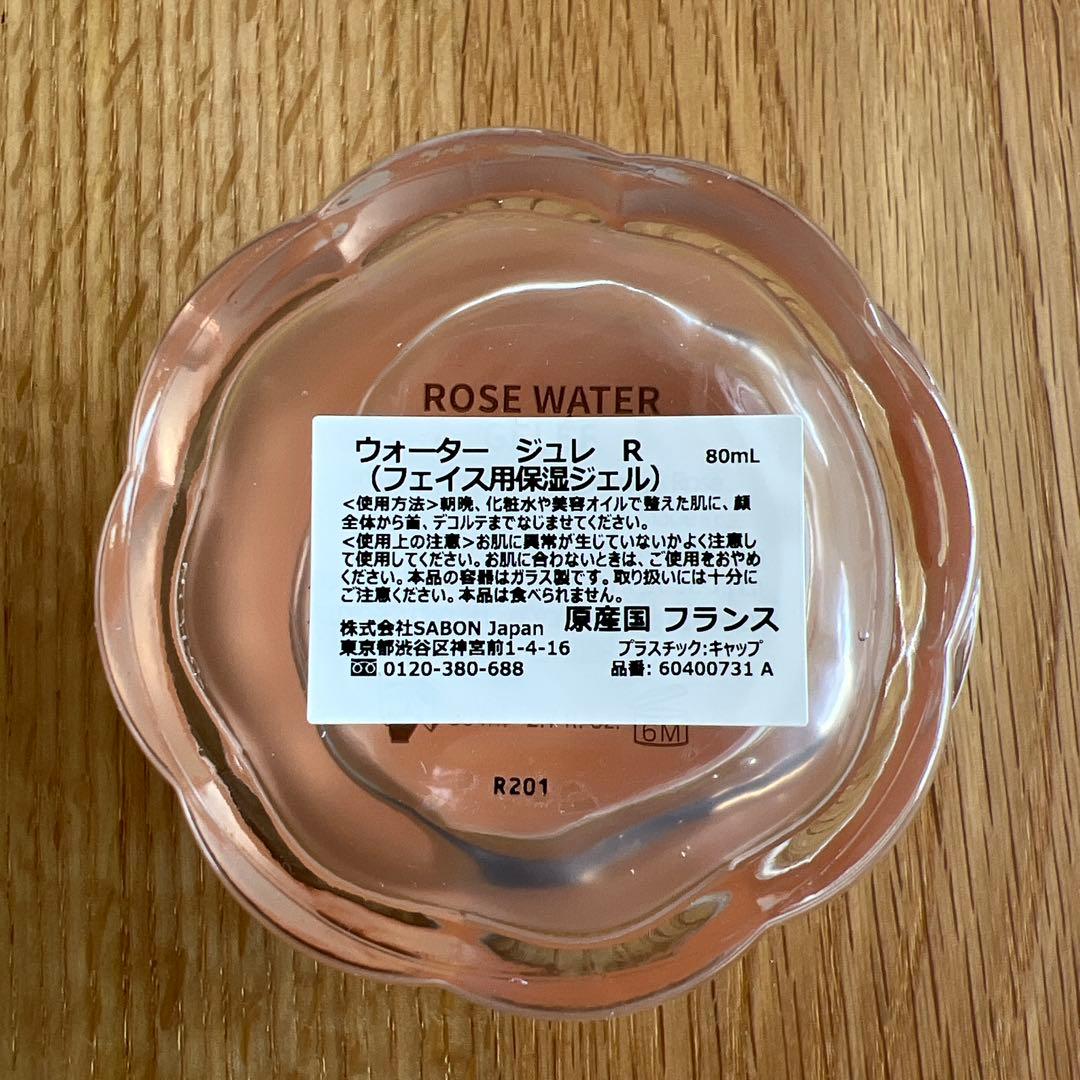 ROSE WATER
ウォーター ジュレ R 80mL
（フェイス用保湿ジェル）
<使用方法>朝晩、化粧水や美容オイルで整えた肌に、顔
全体から首、デコルテまでなじませてください。
<使用上の注意>お肌に異常が生じていないかよく注意し
て使用してください。お肌に合わないときは、ご使用をおやめ
ください。本品の容器はガラス製です。取り扱いには十分に
ご注意ください。本品は食べられません。
原産国 フランス
株式会社SABON Japan
東京都渋谷区神宮前1-4-16 プラスチック:キャップ
0120-380-688 品番: 60400731 A
6M
R201